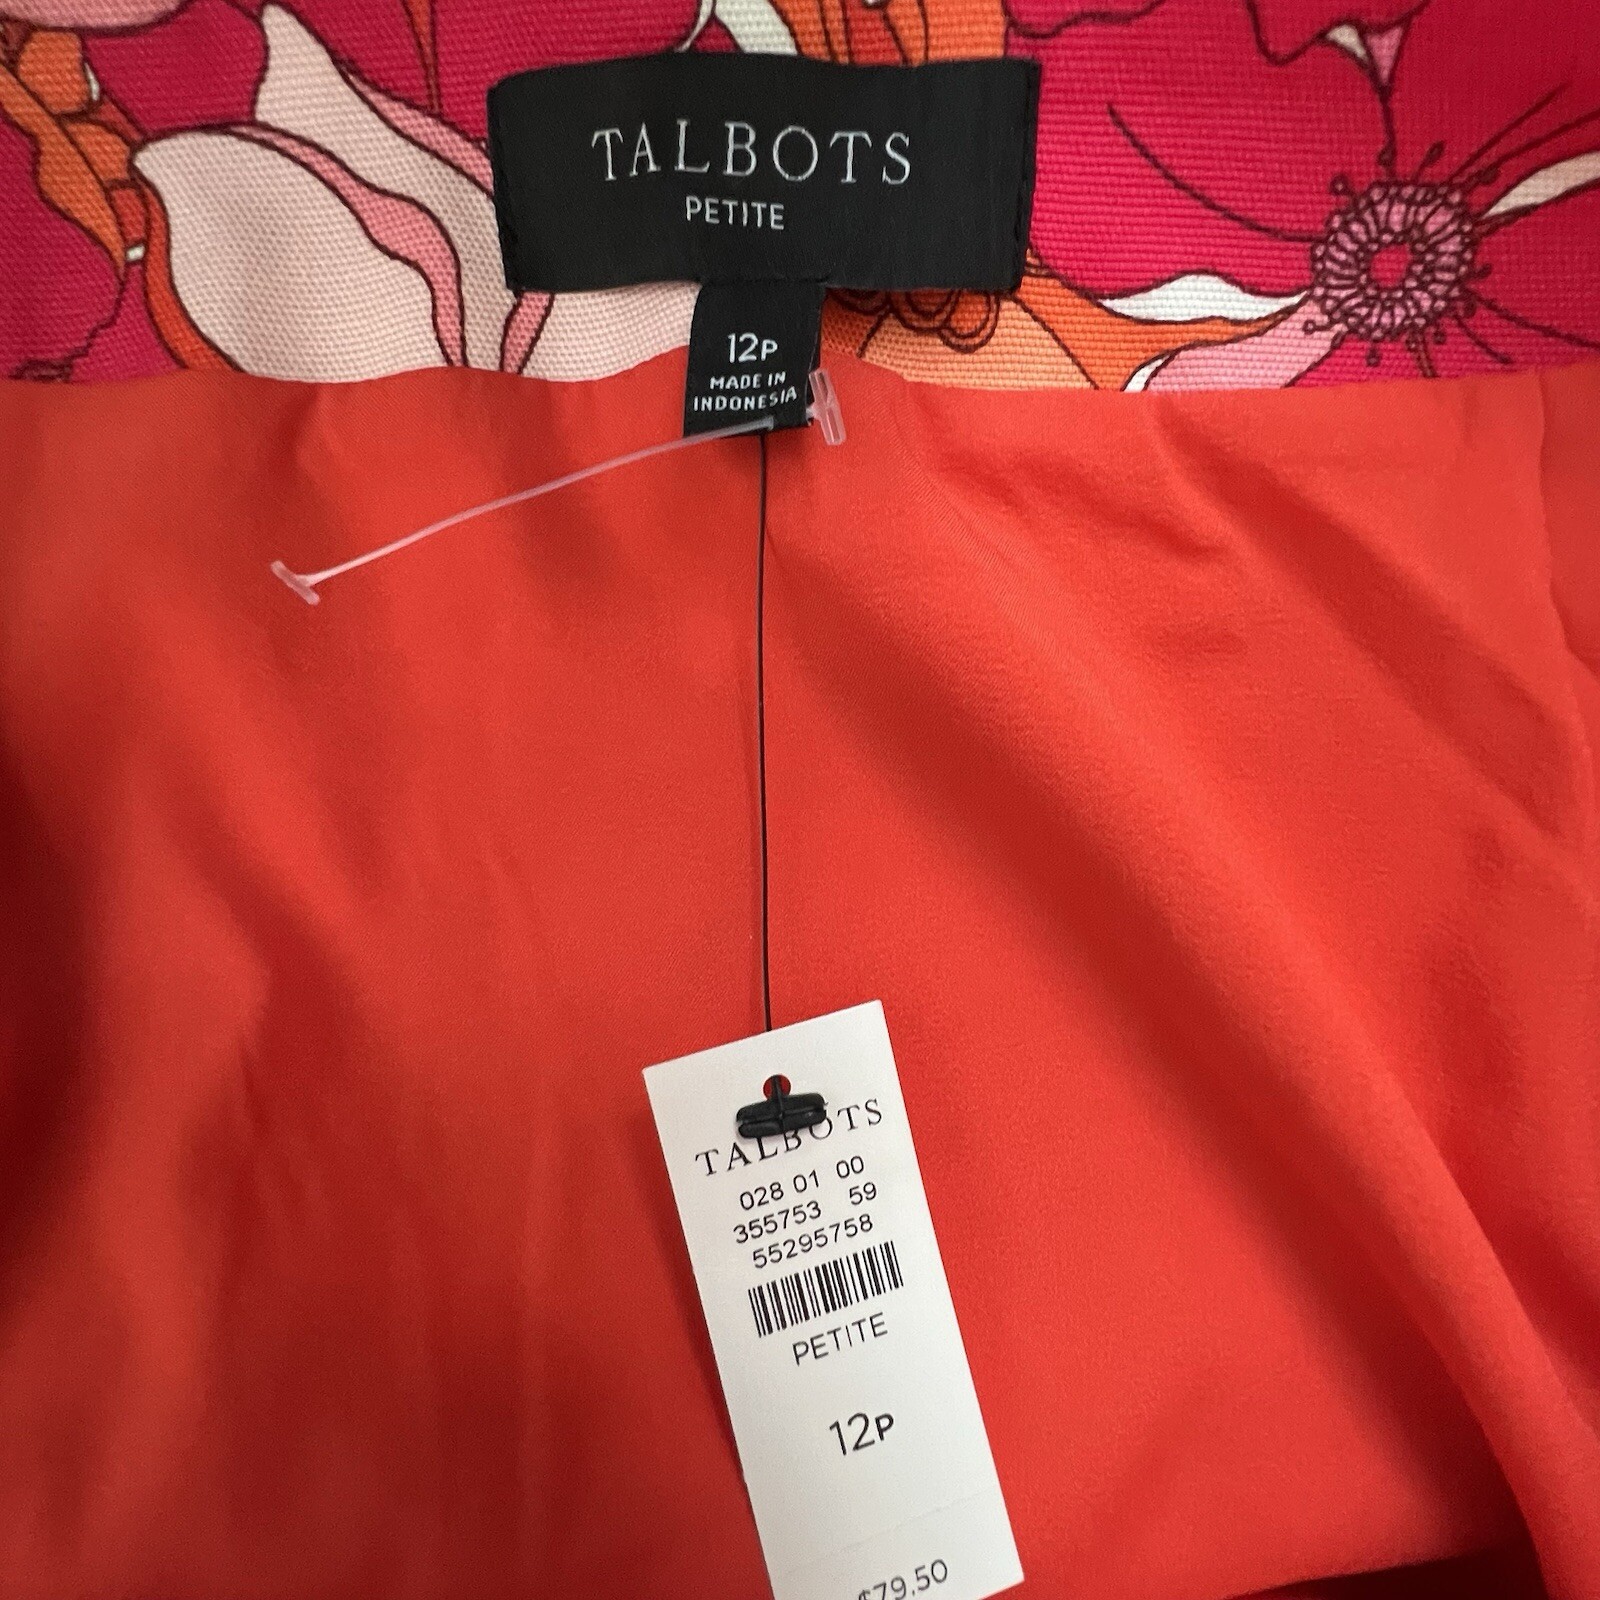 TALBOTS
PETITE
12P
MADE IN
INDONESIA
TALBOTS
028 01 00
355753 59
55295758
PETITE
12P
$79.50